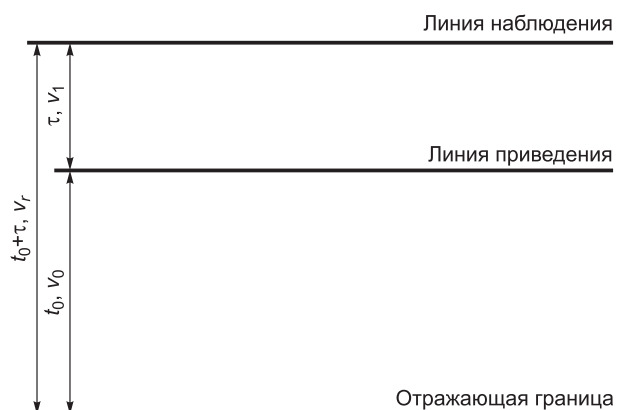 Линия наблюдения
τ, v₁
Линия приведения
t₀+τ, vᵣ
t₀, v₀
Отражающая граница